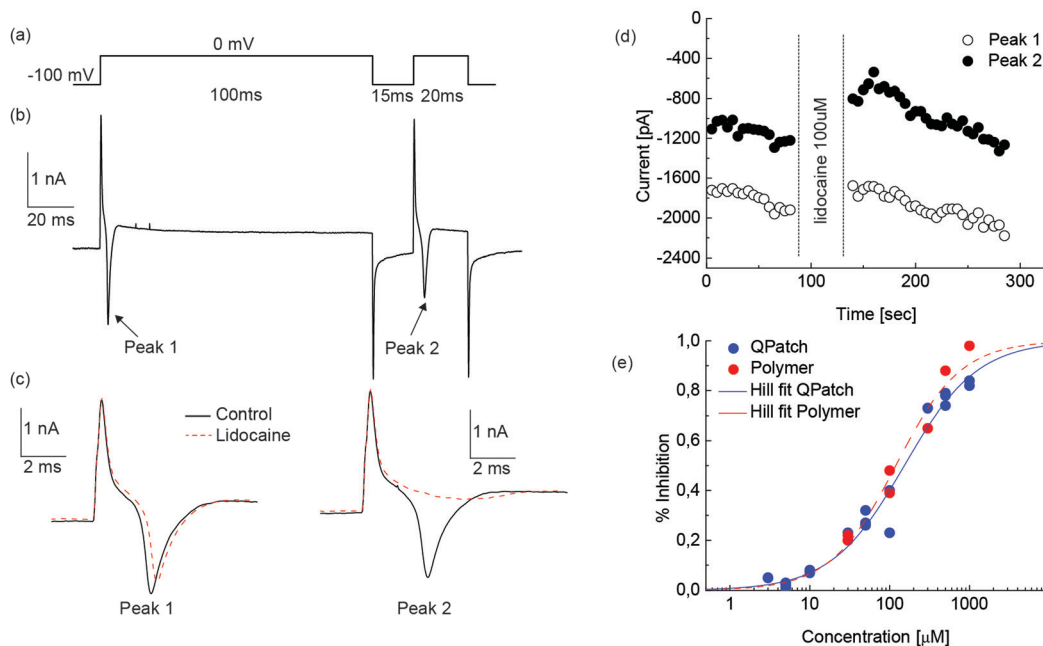 (a)
0 mV
-100 mV
100ms
15ms
20ms
(b)
1 nA
20 ms
Peak 1
Peak 2
(c)
1 nA
2 ms
Control
Lidocaine
1 nA
2 ms
Peak 1
Peak 2
(d)
Peak 1
Peak 2
0
-400
-800
-1200
-1600
-2000
-2400
Current [pA]
lidocaine 100uM
0
100
200
300
Time [sec]
(e)
QPatch
Polymer
Hill fit QPatch
Hill fit Polymer
1,0
0,8
0,6
0,4
0,2
0,0
% Inhibition
1
10
100
1000
Concentration [µM]